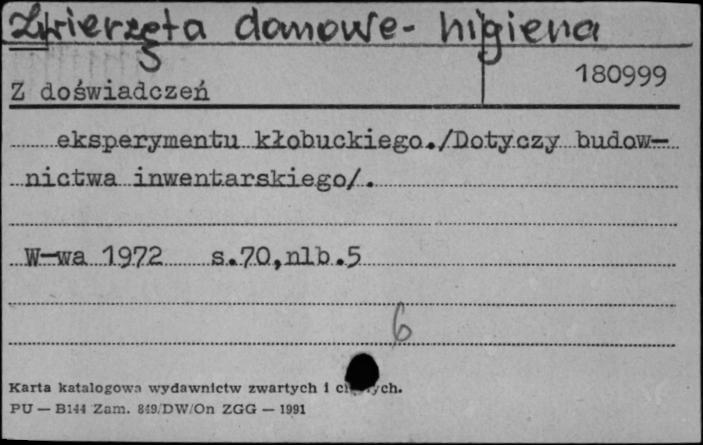 Zwierzęta domowe - higiena
180999
Z doświadczeń
eksperymentu kłobuckiego./Dotyczy budow-
nictwa inwentarskiego/.
W-wa 1972 s.70,nlb.5
6
Karta katalogowa wydawnictw zwartych i
PU — B144 Zam. 849/DW/On ZGG — 1991